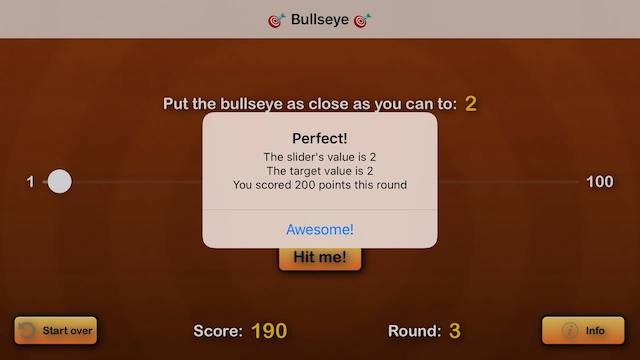 Bullseye
Put the bullseye as close as you can to: 2
Perfect!
The slider's value is 2
The target value is 2
You scored 200 points this round
1
100
Awesome!
Hit me!
Start over
Score: 190
Round: 3
Info